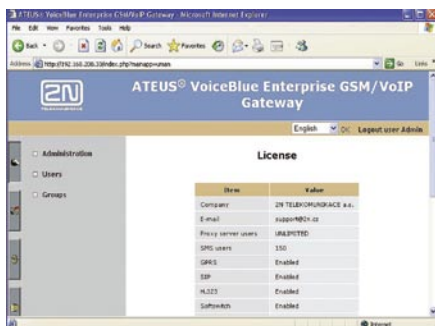 ATEUS® VoiceBlue Enterprise GSM/VoIP Gateway - Microsoft Internet Explorer
File Edit View Favorites Tools Help
Back Search Favorites
Address Go Links
2N
ATEUS® VoiceBlue Enterprise GSM/VoIP
Gateway
English OK Logout user Admin
Administration
Users
Groups
License
Item Value
Company 2N TELEKOMUNIKACE a.s.
E-mail support@2n.cz
Proxy server users UNLIMITED
SMS users 150
GPRS Enabled
SIP Enabled
H.323 Enabled
Softswitch Enabled
Internet